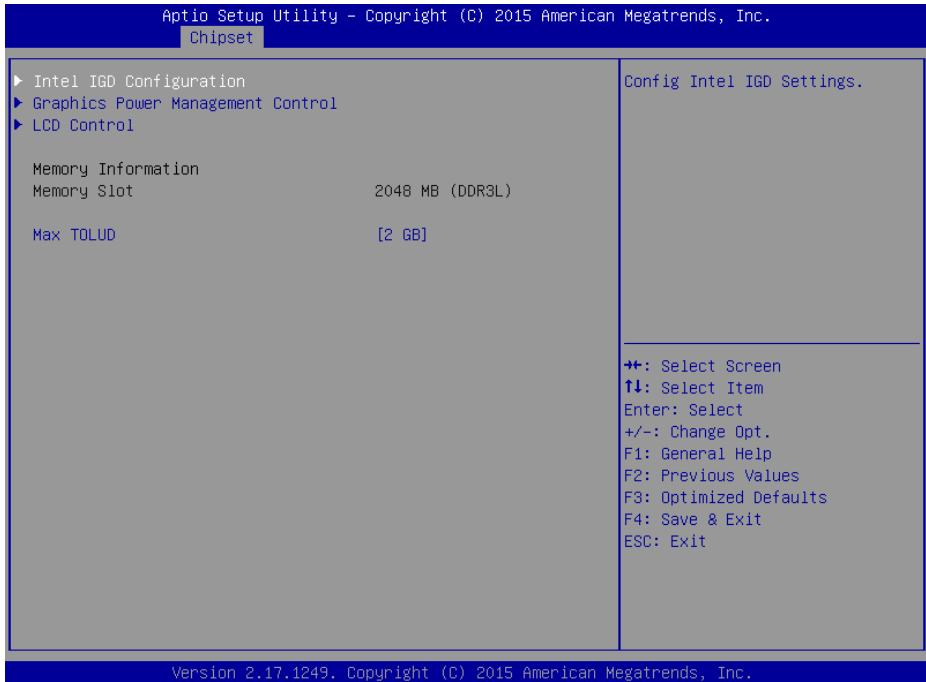 Aptio Setup Utility – Copyright (C) 2015 American Megatrends, Inc.
Chipset
▶ Intel IGD Configuration
▶ Graphics Power Management Control
▶ LCD Control
Memory Information
Memory Slot 2048 MB (DDR3L)
Max TOLUD [2 GB]
Config Intel IGD Settings.
→←: Select Screen
↑↓: Select Item
Enter: Select
+/-: Change Opt.
F1: General Help
F2: Previous Values
F3: Optimized Defaults
F4: Save & Exit
ESC: Exit
Version 2.17.1249. Copyright (C) 2015 American Megatrends, Inc.